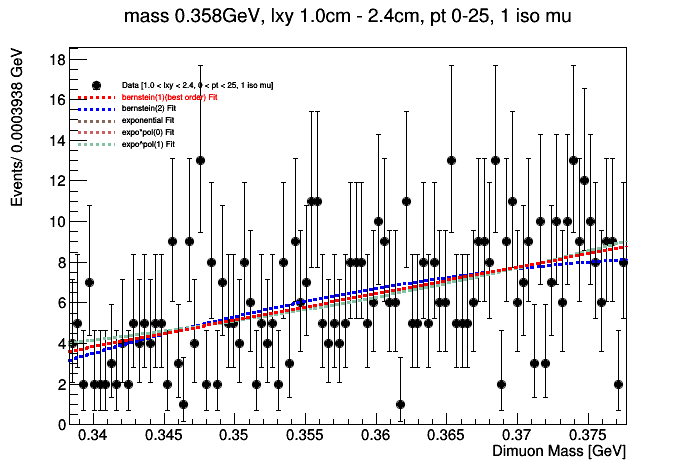 mass 0.358GeV, lxy 1.0cm - 2.4cm, pt 0-25, 1 iso mu
Events/ 0.0003938 GeV
18
16
14
12
10
8
6
4
2
0
Data [1.0 < lxy < 2.4, 0 < pt < 25, 1 iso mu]
bernstein(1)(best order) Fit
bernstein(2) Fit
exponential Fit
expo*pol(0) Fit
expo*pol(1) Fit
0.34 0.345 0.35 0.355 0.36 0.365 0.37 0.375
Dimuon Mass [GeV]